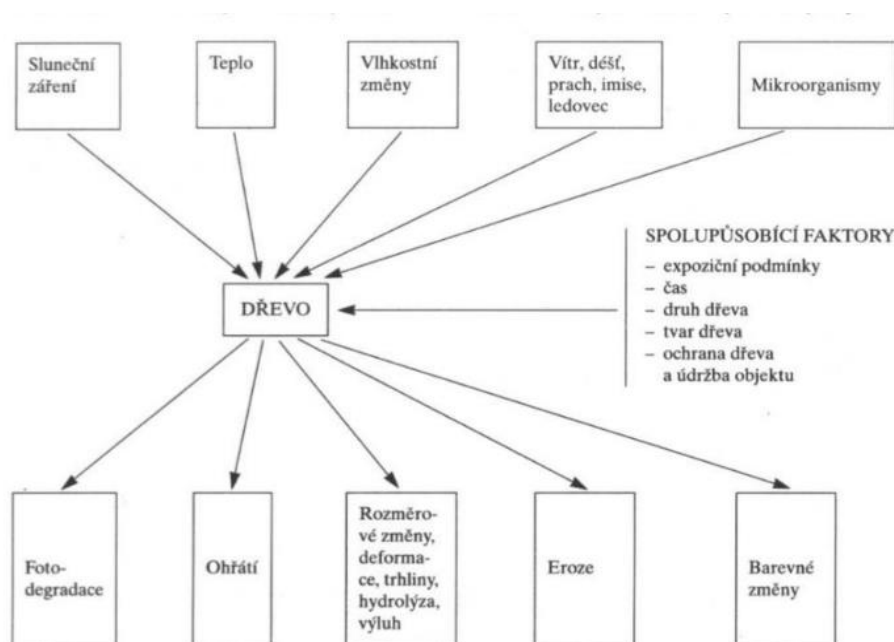 Sluneční
záření
Teplo
Vlhkostní
změny
Vítr, déšť,
prach, imise,
ledovec
Mikroorganismy
SPOLUPŮSOBÍCÍ FAKTORY
– expoziční podmínky
– čas
– druh dřeva
– tvar dřeva
– ochrana dřeva
a údržba objektu
DŘEVO
Foto-
degradace
Ohřátí
Rozměro-
vé změny,
deforma-
ce, trhliny,
hydrolýza,
výluh
Eroze
Barevné
změny